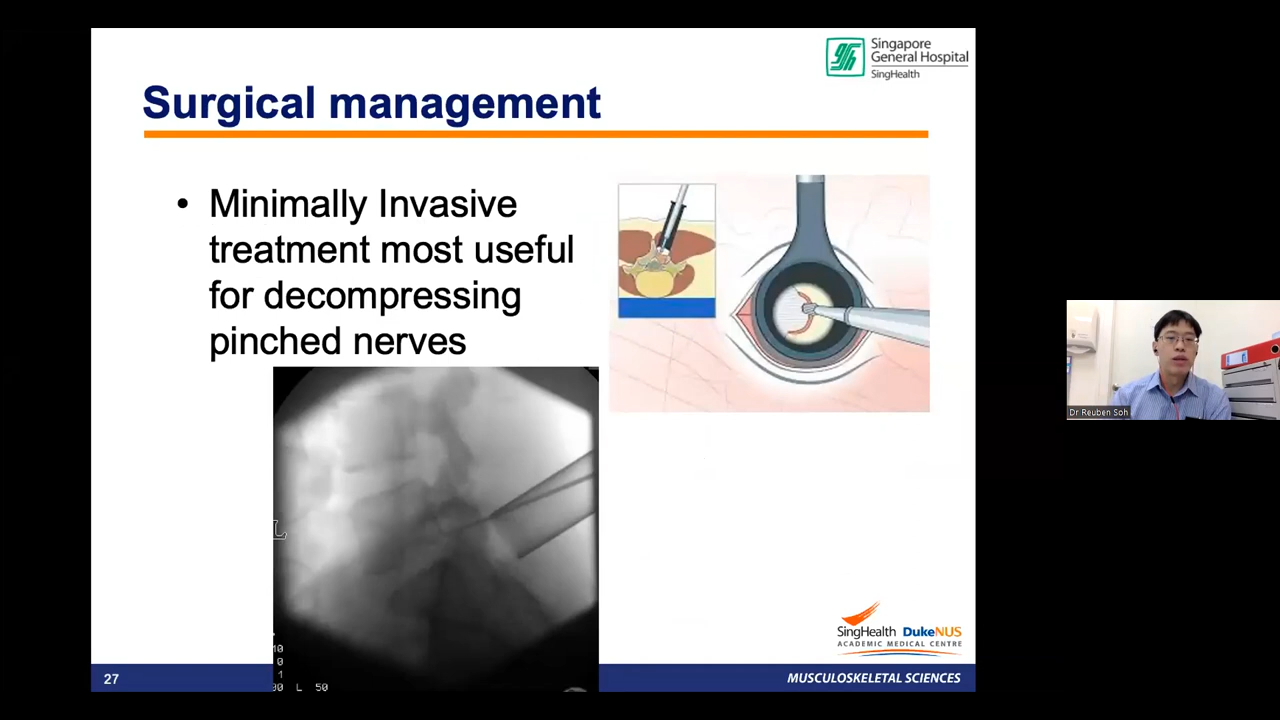 Singapore
General Hospital
SingHealth
Surgical management
• Minimally Invasive
treatment most useful
for decompressing
pinched nerves
Dr Reuben Soh
L
L 50
SingHealth DukeNUS
ACADEMIC MEDICAL CENTRE
27
MUSCULOSKELETAL SCIENCES